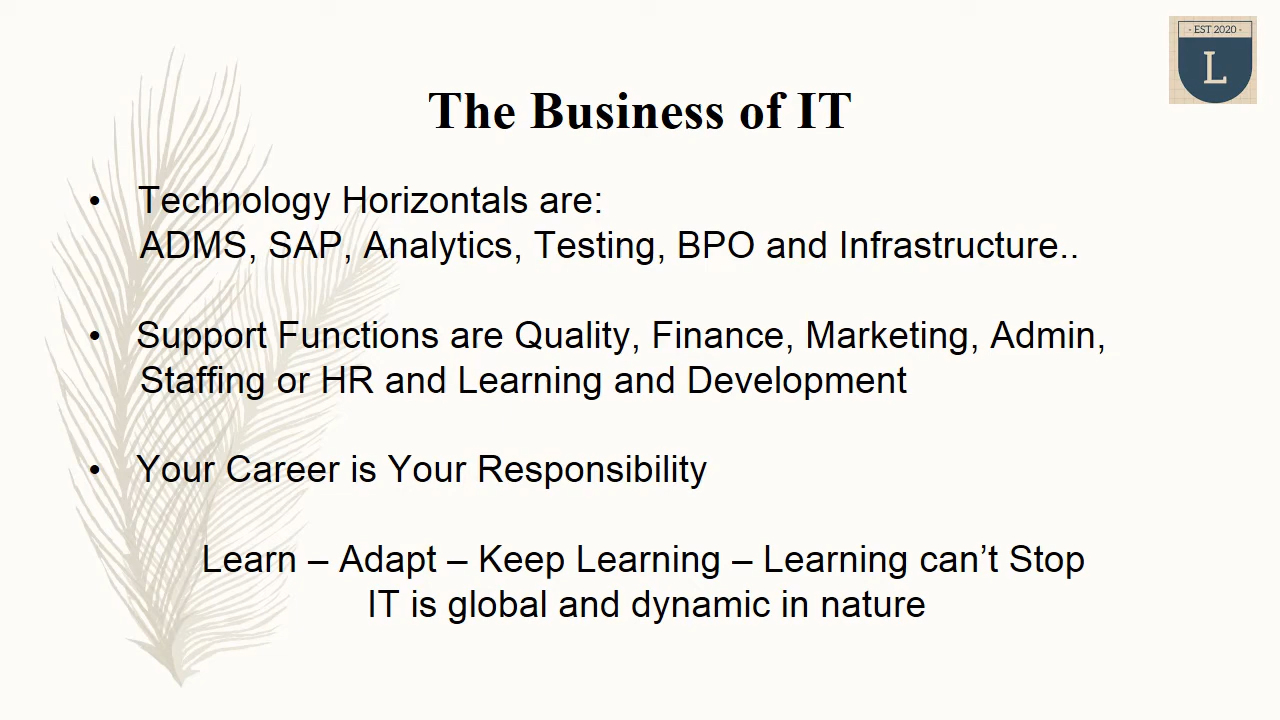 · EST 2020 ·
L
The Business of IT
• Technology Horizontals are:
ADMS, SAP, Analytics, Testing, BPO and Infrastructure..
• Support Functions are Quality, Finance, Marketing, Admin,
Staffing or HR and Learning and Development
• Your Career is Your Responsibility
Learn – Adapt – Keep Learning – Learning can’t Stop
IT is global and dynamic in nature